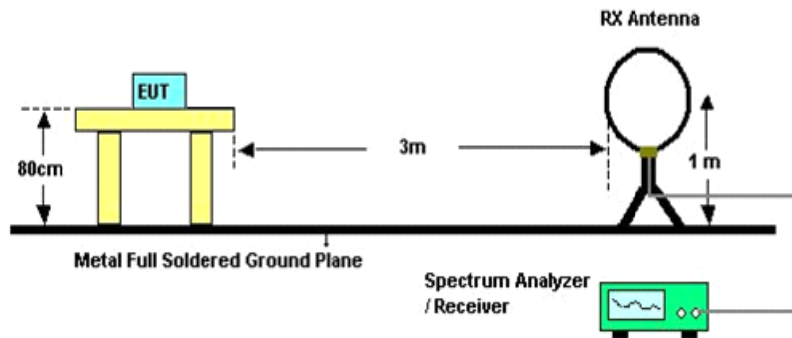 RX Antenna
EUT
80cm
3m
1 m
Metal Full Soldered Ground Plane
Spectrum Analyzer
/ Receiver